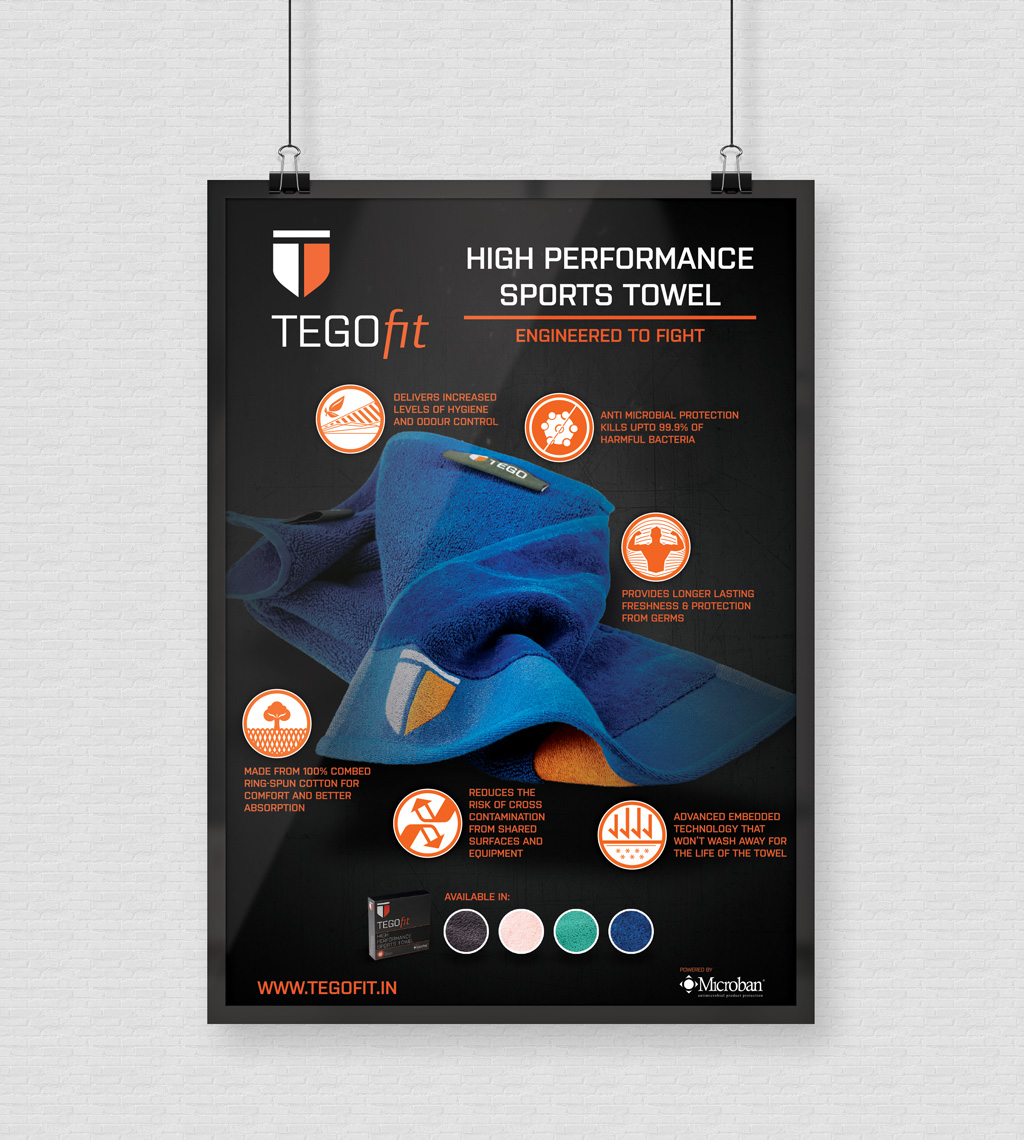 TEGOfit
HIGH PERFORMANCE
SPORTS TOWEL
ENGINEERED TO FIGHT
DELIVERS INCREASED
LEVELS OF HYGIENE
AND ODOUR CONTROL
ANTI MICROBIAL PROTECTION
KILLS UPTO 99.9% OF
HARMFUL BACTERIA
TEGO
PROVIDES LONGER LASTING
FRESHNESS & PROTECTION
FROM GERMS
MADE FROM 100% COMBED
RING-SPUN COTTON FOR
COMFORT AND BETTER
ABSORPTION
REDUCES THE
RISK OF CROSS
CONTAMINATION
FROM SHARED
SURFACES AND
EQUIPMENT
ADVANCED EMBEDDED
TECHNOLOGY THAT
WON'T WASH AWAY FOR
THE LIFE OF THE TOWEL
AVAILABLE IN:
TEGOfit
HIGH
PERFORMANCE
SPORTS TOWEL
WWW.TEGOFIT.IN
POWERED BY
Microban®
antimicrobial product protection